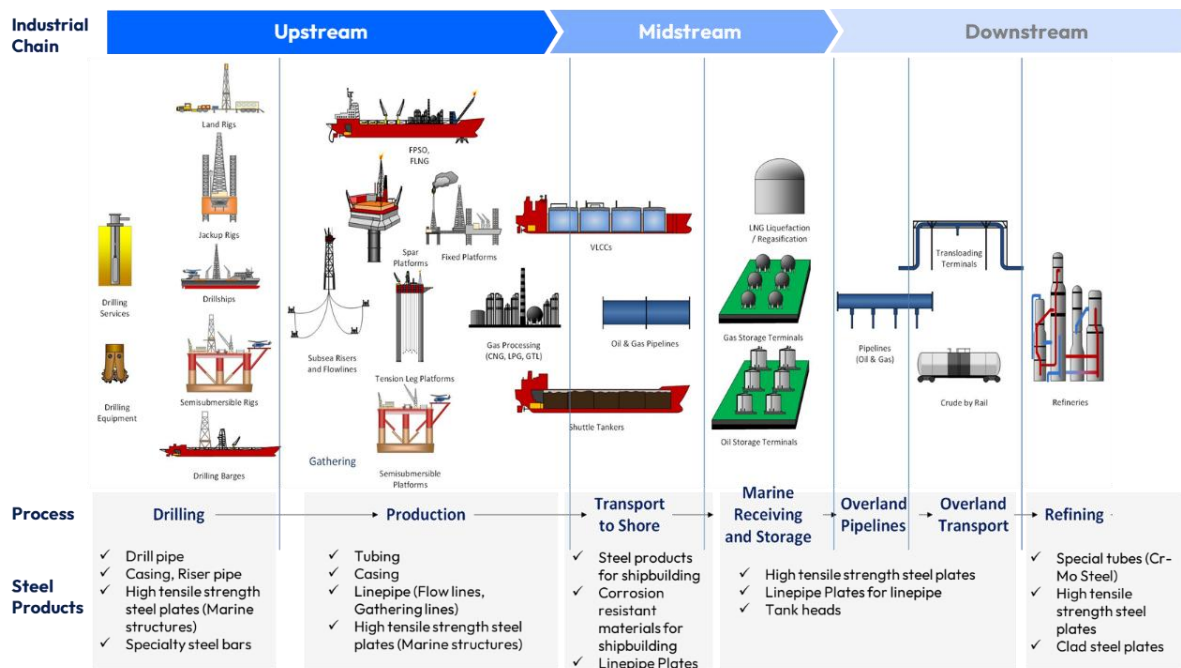 Industrial
Chain
Upstream
Midstream
Downstream
Land Rigs
Jackup Rigs
Drillships
Drilling
Services
Semisubmersible Rigs
Drilling
Equipment
Drilling Barges
FPSO,
FLNG
Spar
Platforms
Fixed Platforms
Subsea Risers
and Flowlines
Tension Leg Platforms
Gas Processing
(CNG, LPG, GTL)
Gathering
Semisubmersible
Platforms
VLCCs
Oil & Gas Pipelines
Shuttle Tankers
LNG Liquefaction
/ Regasification
Gas Storage Terminals
Oil Storage Terminals
Transloading
Terminals
Pipelines
(Oil & Gas)
Crude by Rail
Refineries
Process
Drilling
Production
Transport
to Shore
Marine
Receiving
and Storage
Overland
Pipelines
Overland
Transport
Refining
Steel
Products
✓ Drill pipe
✓ Casing, Riser pipe
✓ High tensile strength
steel plates (Marine
structures)
✓ Specialty steel bars
✓ Tubing
✓ Casing
✓ Linepipe (Flow lines,
Gathering lines)
✓ High tensile strength steel
plates (Marine structures)
✓ Steel products
for shipbuilding
✓ Corrosion
resistant
materials for
shipbuilding
✓ Linepipe Plates
✓ High tensile strength steel plates
✓ Linepipe Plates for linepipe
✓ Tank heads
✓ Special tubes (Cr-
Mo Steel)
✓ High tensile
strength steel
plates
✓ Clad steel plates